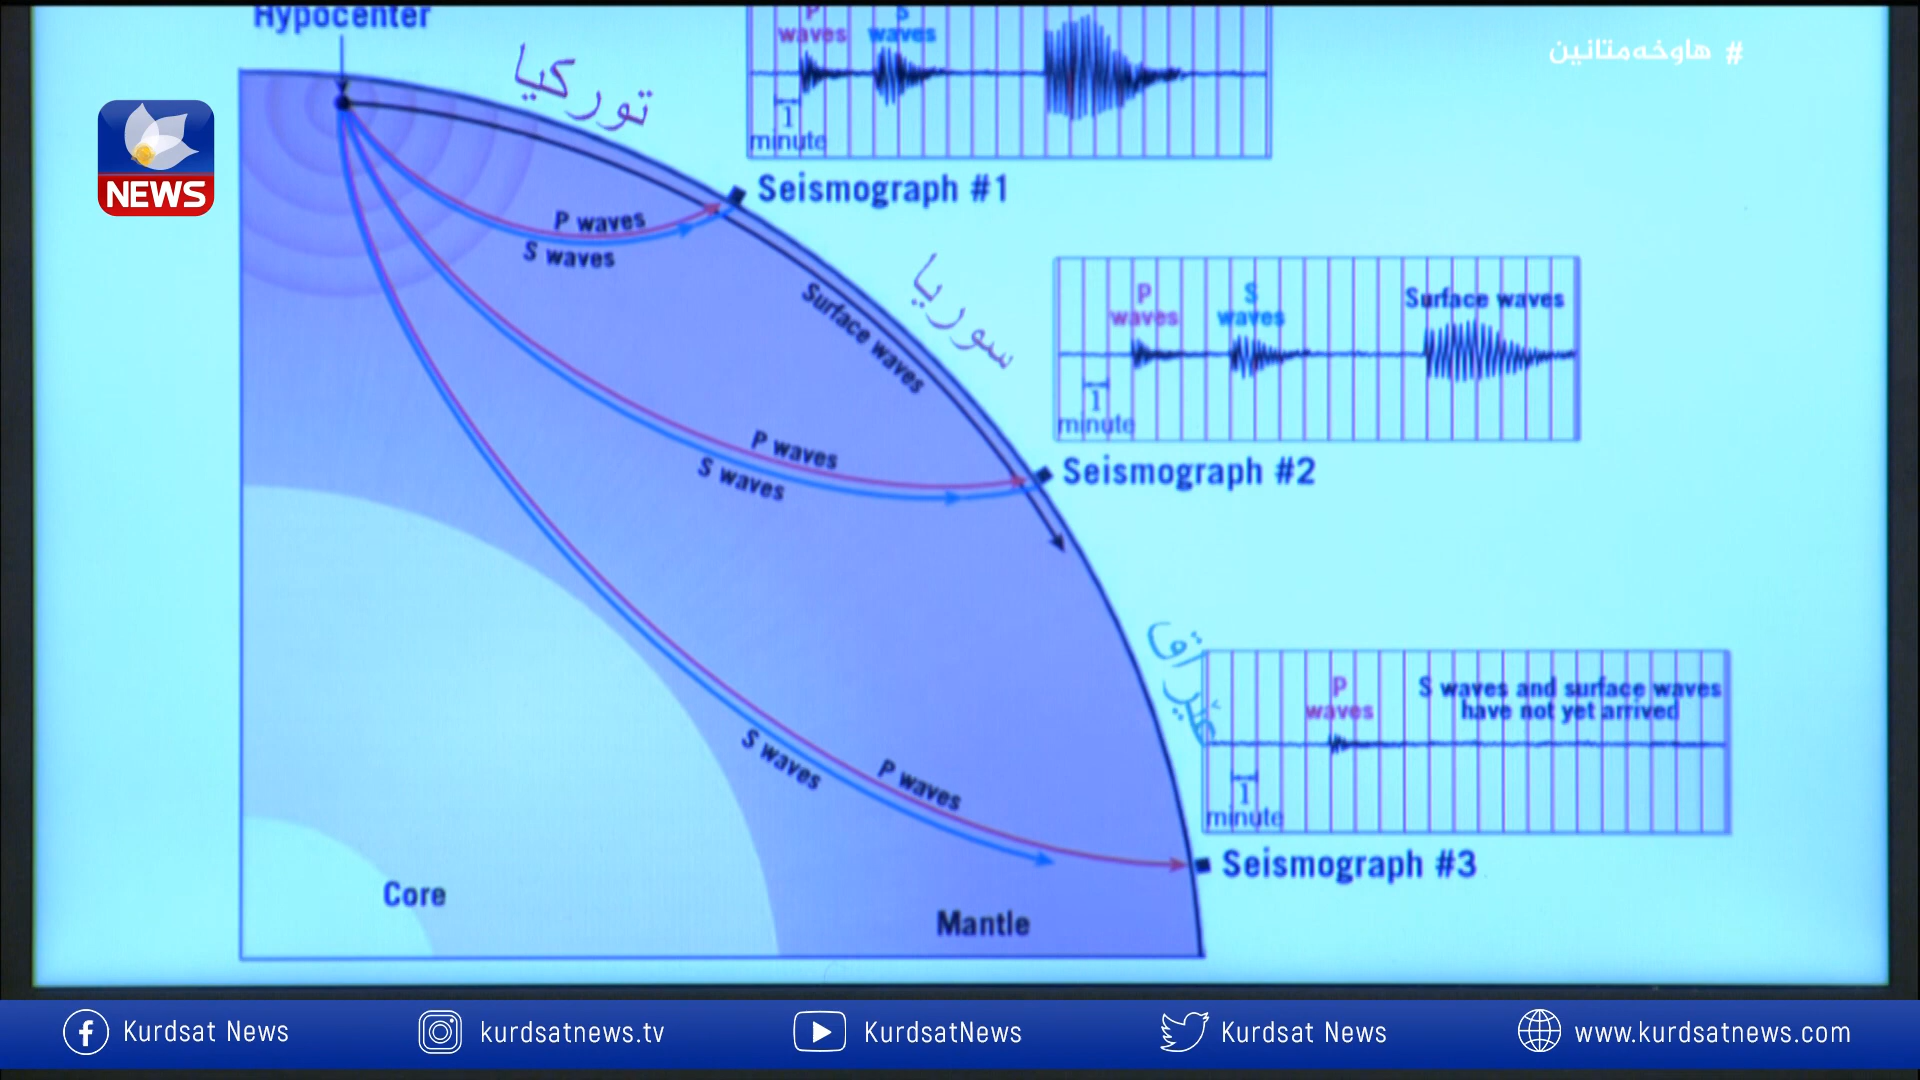 Hypocenter
P
waves
S
waves
1
minute
Seismograph #1
# هاوخەمتانین
NEWS
تورکیا
P waves
S waves
سوریا
Surface waves
P
waves
S
waves
Surface waves
1
minute
Seismograph #2
P waves
S waves
عێراق
P
waves
S waves and surface waves
have not yet arrived
1
minute
Seismograph #3
S waves
P waves
Core
Mantle
Kurdsat News
kurdsatnews.tv
KurdsatNews
Kurdsat News
www.kurdsatnews.com